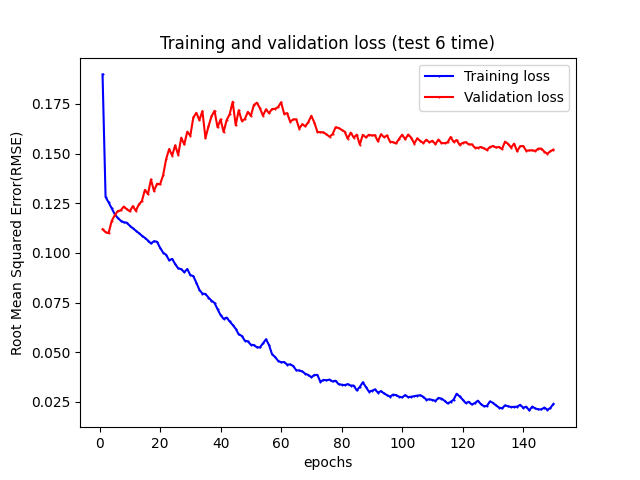 Training and validation loss (test 6 time)
Training loss
Validation loss
Root Mean Squared Error(RMSE)
0.175
0.150
0.125
0.100
0.075
0.050
0.025
0 20 40 60 80 100 120 140
epochs